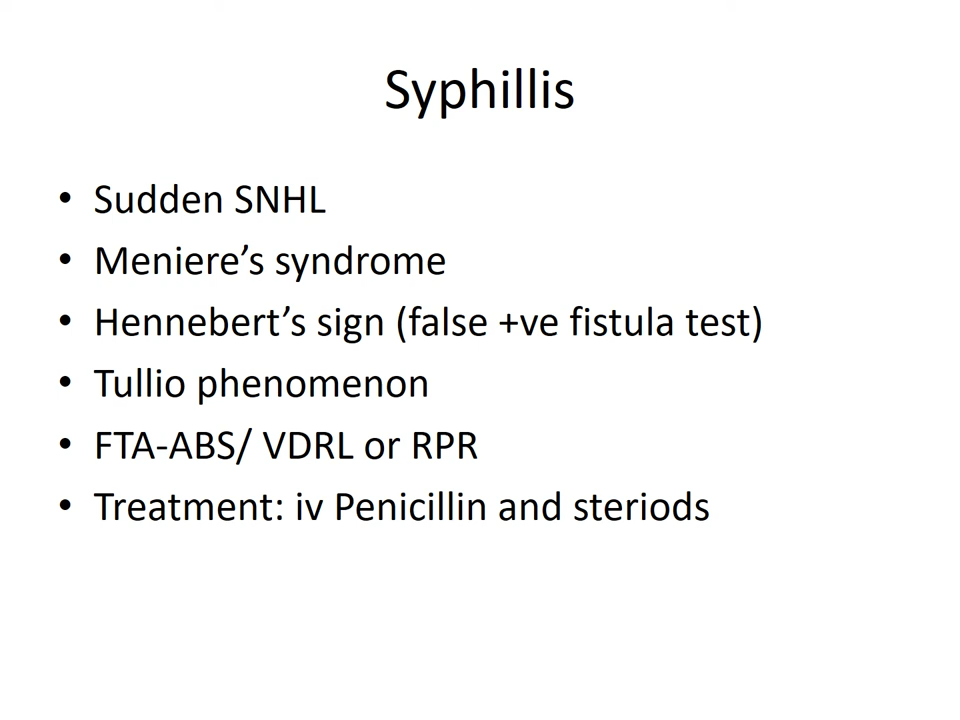 Syphillis
• Sudden SNHL
• Meniere’s syndrome
• Hennebert’s sign (false +ve fistula test)
• Tullio phenomenon
• FTA-ABS/ VDRL or RPR
• Treatment: iv Penicillin and steriods